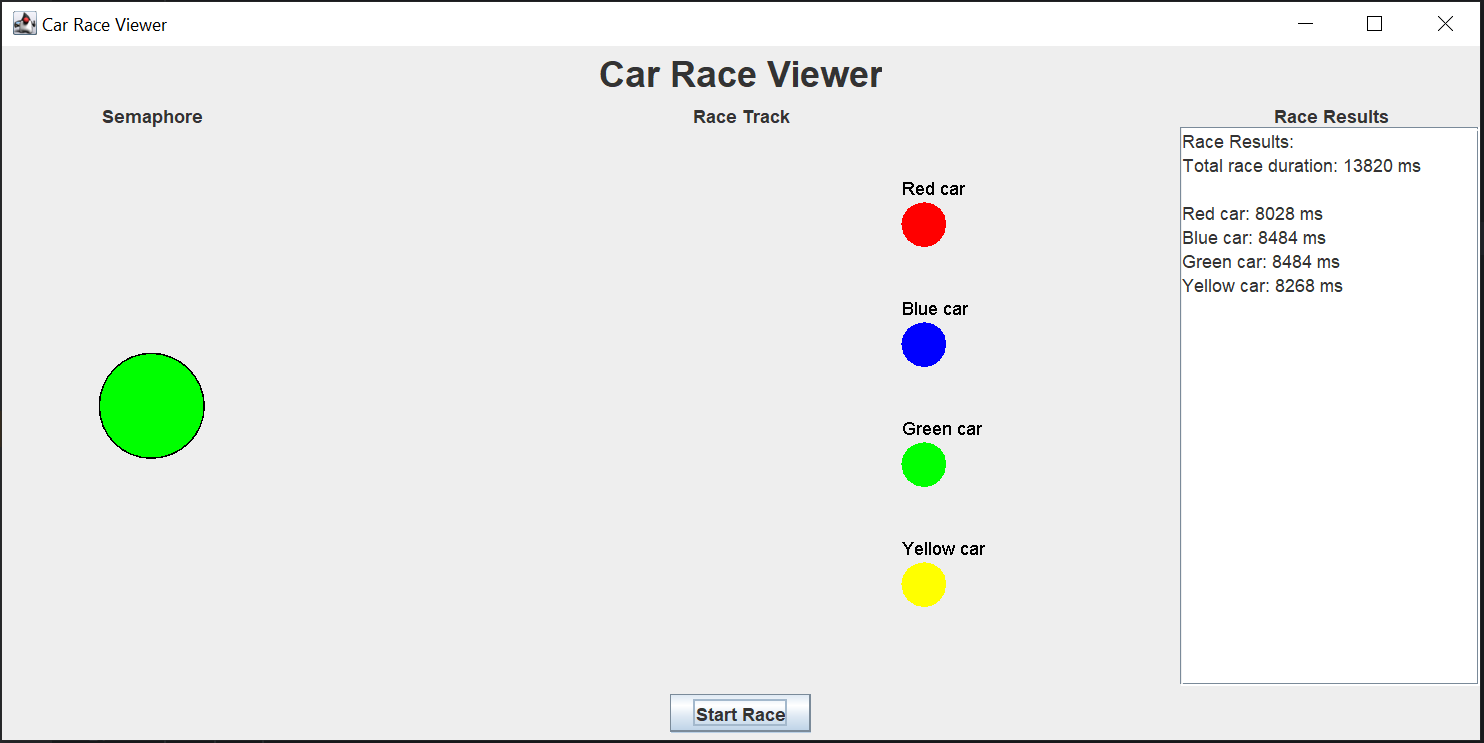 Car Race Viewer
Car Race Viewer
Semaphore
Race Track
Race Results
Red car
Blue car
Green car
Yellow car
Race Results:
Total race duration: 13820 ms
Red car: 8028 ms
Blue car: 8484 ms
Green car: 8484 ms
Yellow car: 8268 ms
Start Race